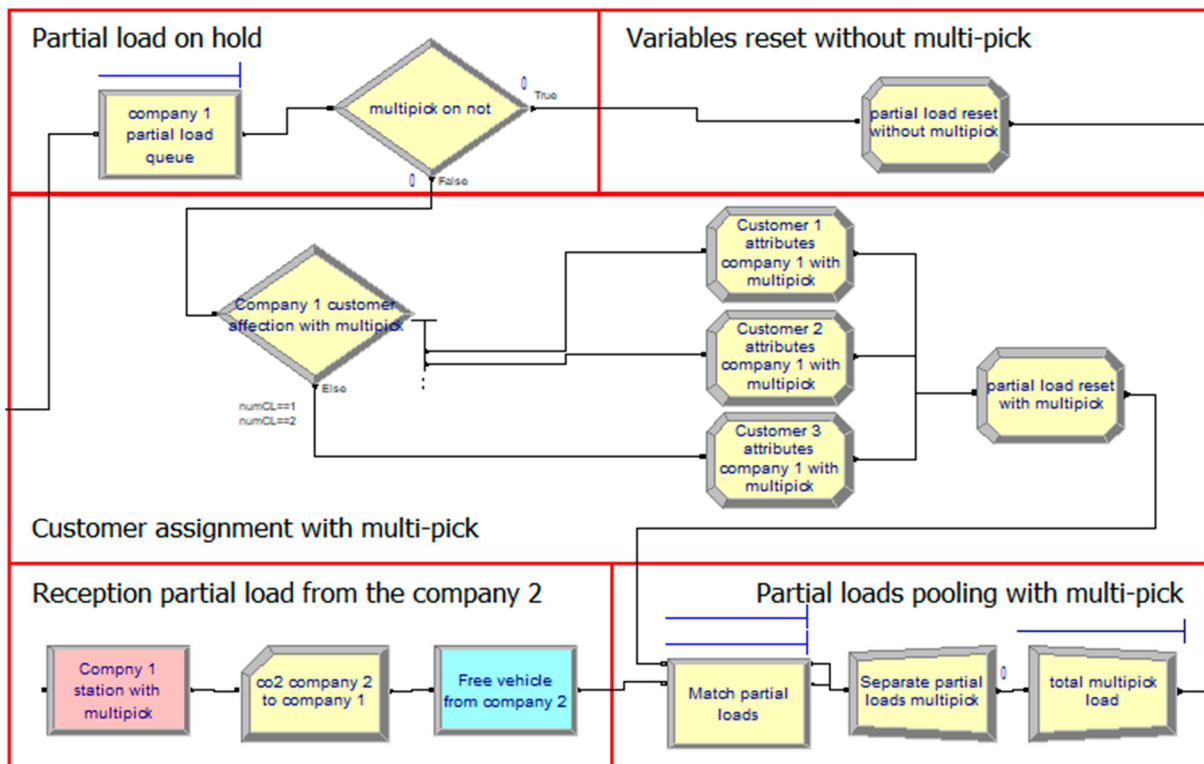 Partial load on hold
Variables reset without multi-pick
company 1
partial load
queue
multipick on not
0
True
0
False
partial load reset
without multipick
Company 1 customer
affection with multipick
Else
numCL==1
numCL==2
Customer 1
attributes
company 1 with
multipick
Customer 2
attributes
company 1 with
multipick
Customer 3
attributes
company 1 with
multipick
partial load reset
with multipick
Customer assignment with multi-pick
Reception partial load from the company 2
Partial loads pooling with multi-pick
Compny 1
station with
multipick
co2 company 2
to company 1
Free vehicle
from company 2
Match partial
loads
Separate partial
loads multipick
0
total multipick
load